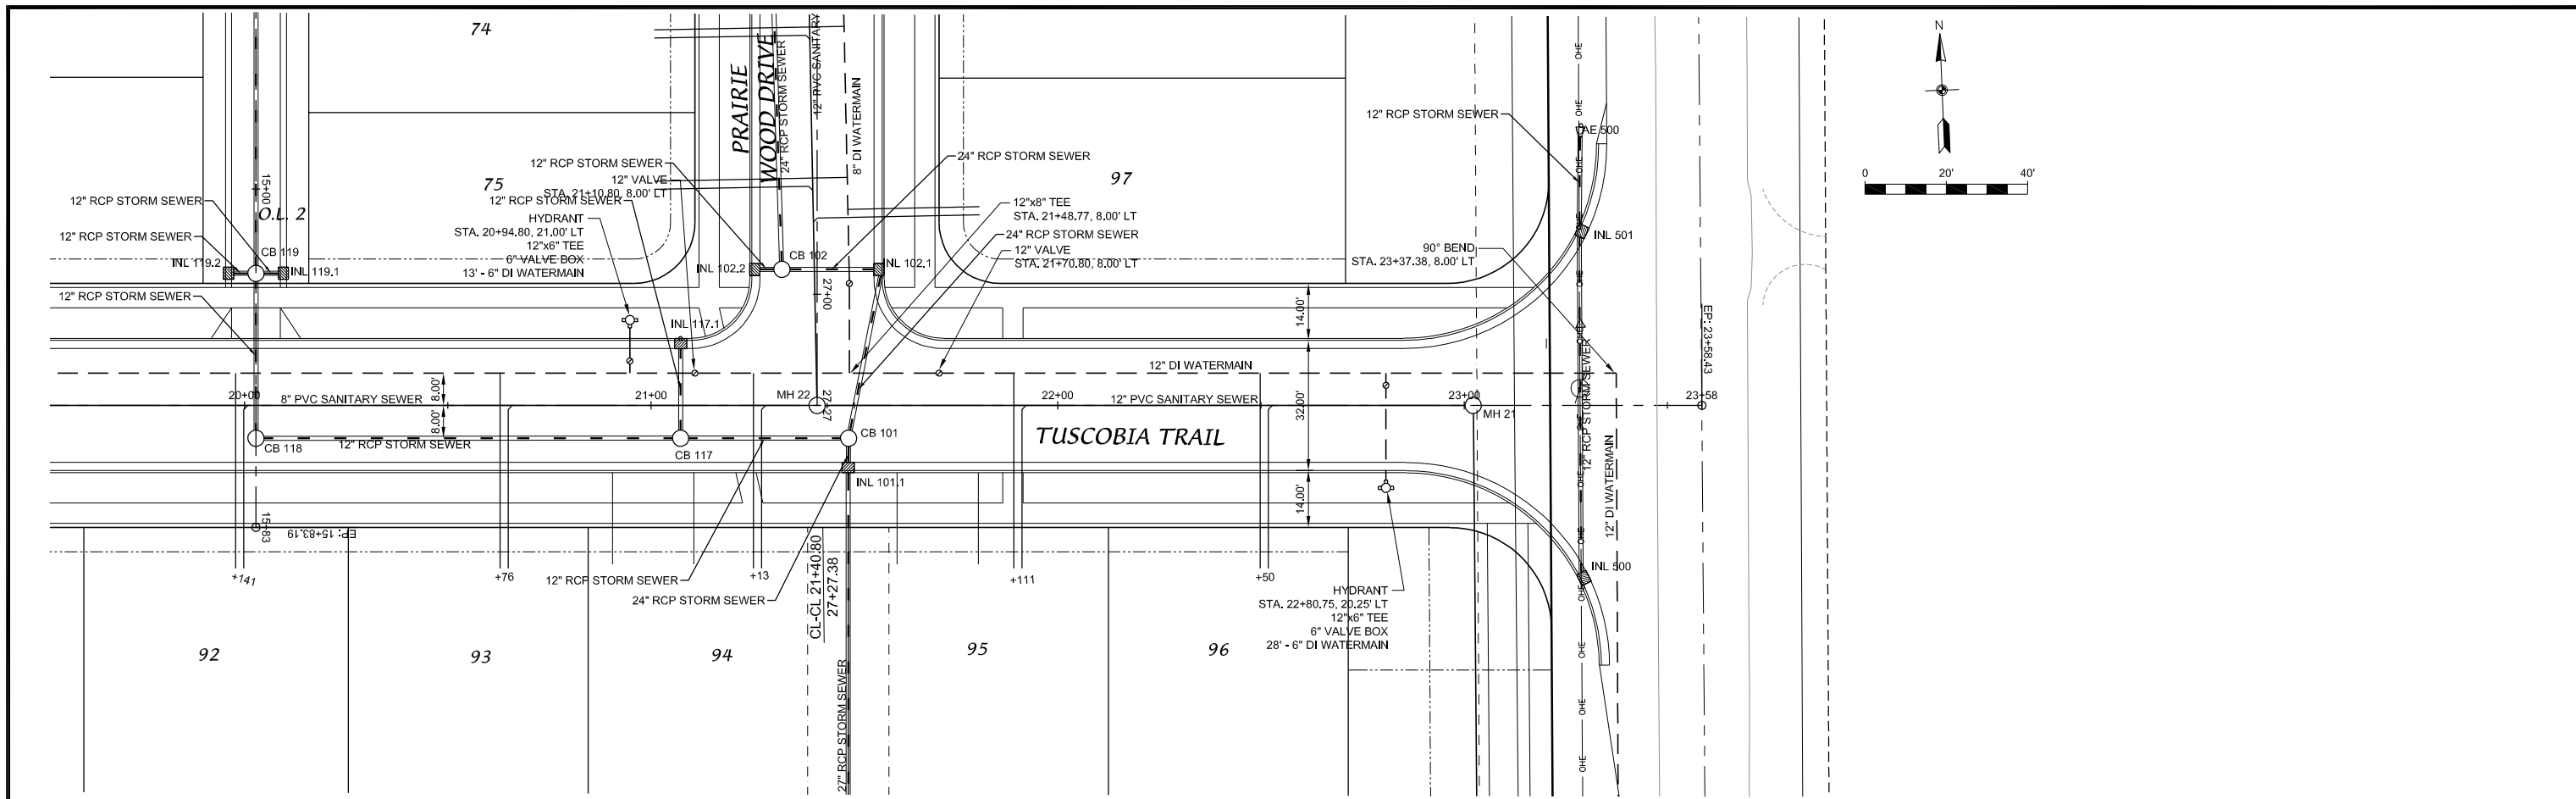 74
PRAIRIE
WOOD DRIVE
24" RCP STORM SEWER
12" PVC SANITARY
8" DI WATERMAIN
OHE
N
0 20' 40'
12" RCP STORM SEWER
AE 500
OHE
12" RCP STORM SEWER
24" RCP STORM SEWER
OHE
75
12" VALVE
STA. 21+10.80, 8.00' LT
97
15+00
O.L. 2
12" RCP STORM SEWER
12" RCP STORM SEWER
12"x8" TEE
STA. 21+48.77, 8.00' LT
HYDRANT
STA. 20+94.80, 21.00' LT
12"x6" TEE
6" VALVE BOX
13' - 6" DI WATERMAIN
24" RCP STORM SEWER
12" VALVE
STA. 21+70.80, 8.00' LT
OHE
INL 501
12" RCP STORM SEWER
90° BEND
STA. 23+37.38, 8.00' LT
CB 119
INL 119.2
INL 119.1
CB 102
INL 102.2
INL 102.1
OHE
12" RCP STORM SEWER
27+00
14.00'
EP: 23+58.43
INL 117.1
OHE
12" DI WATERMAIN
12" RCP STORM SEWER
20+00
8" PVC SANITARY SEWER
8.00'
8.00'
21+00
MH 22
27+27
22+00
12" PVC SANITARY SEWER
32.00'
23+00
MH 21
23+58
CB 118
12" RCP STORM SEWER
CB 117
CB 101
TUSCOBIA TRAIL
OHE
INL 101.1
14.00'
OHE
12" DI WATERMAIN
15+83
EP: 15+83.19
OHE
CL-CL 21+40.80
27+27.38
+141
+76
12" RCP STORM SEWER
+13
+111
+50
INL 500
24" RCP STORM SEWER
HYDRANT
STA. 22+80.75, 20.25' LT
12"x6" TEE
6" VALVE BOX
28' - 6" DI WATERMAIN
92
93
94
95
96
OHE
27" RCP STORM SEWER
OHE
OHE